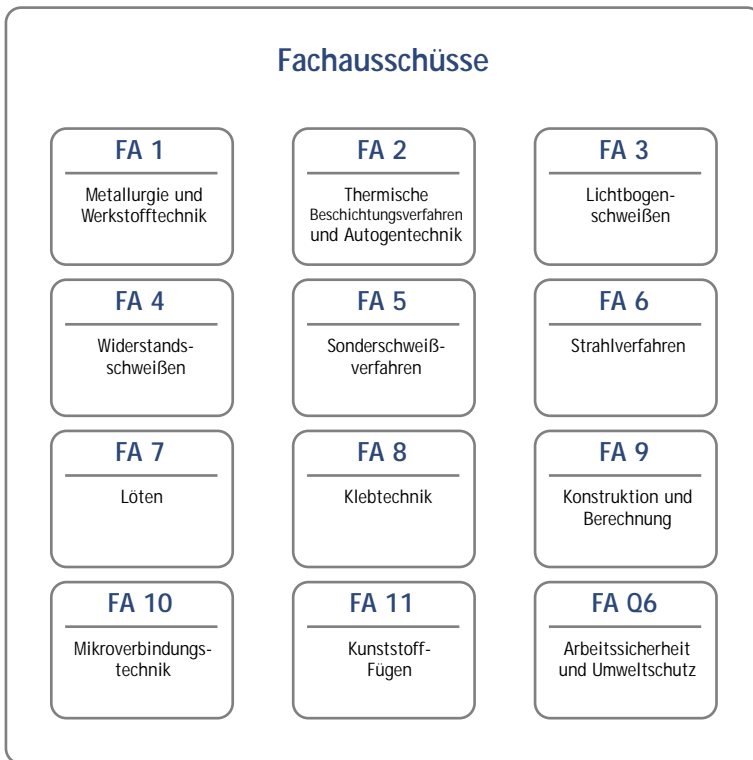 Fachausschüsse
FA 1
Metallurgie und
Werkstofftechnik
FA 2
Thermische
Beschichtungsverfahren
und Autogentechnik
FA 3
Lichtbogen-
schweißen
FA 4
Widerstands-
schweißen
FA 5
Sonderschweiß-
verfahren
FA 6
Strahlverfahren
FA 7
Löten
FA 8
Klebtechnik
FA 9
Konstruktion und
Berechnung
FA 10
Mikroverbindungs-
technik
FA 11
Kunststoff-
Fügen
FA Q6
Arbeitssicherheit
und Umweltschutz